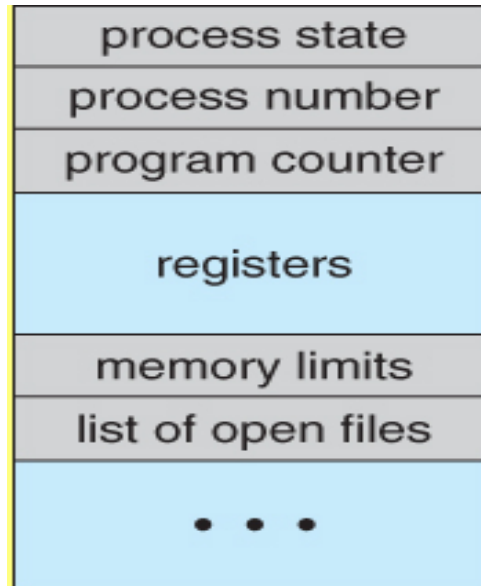 process state
process number
program counter
registers
memory limits
list of open files
• • •